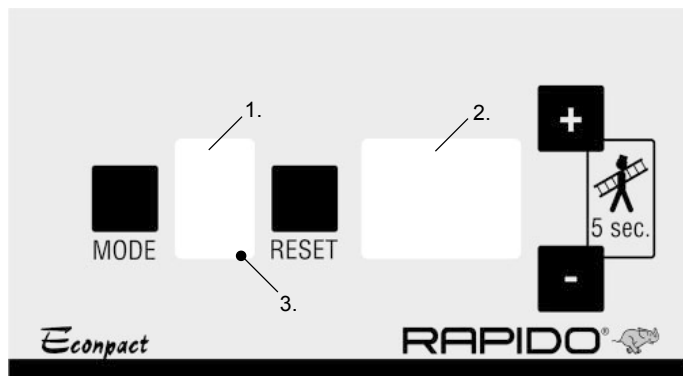 1.
2.
+
MODE
RESET
5 sec.
3.
-
Econpact
RAPIDO®